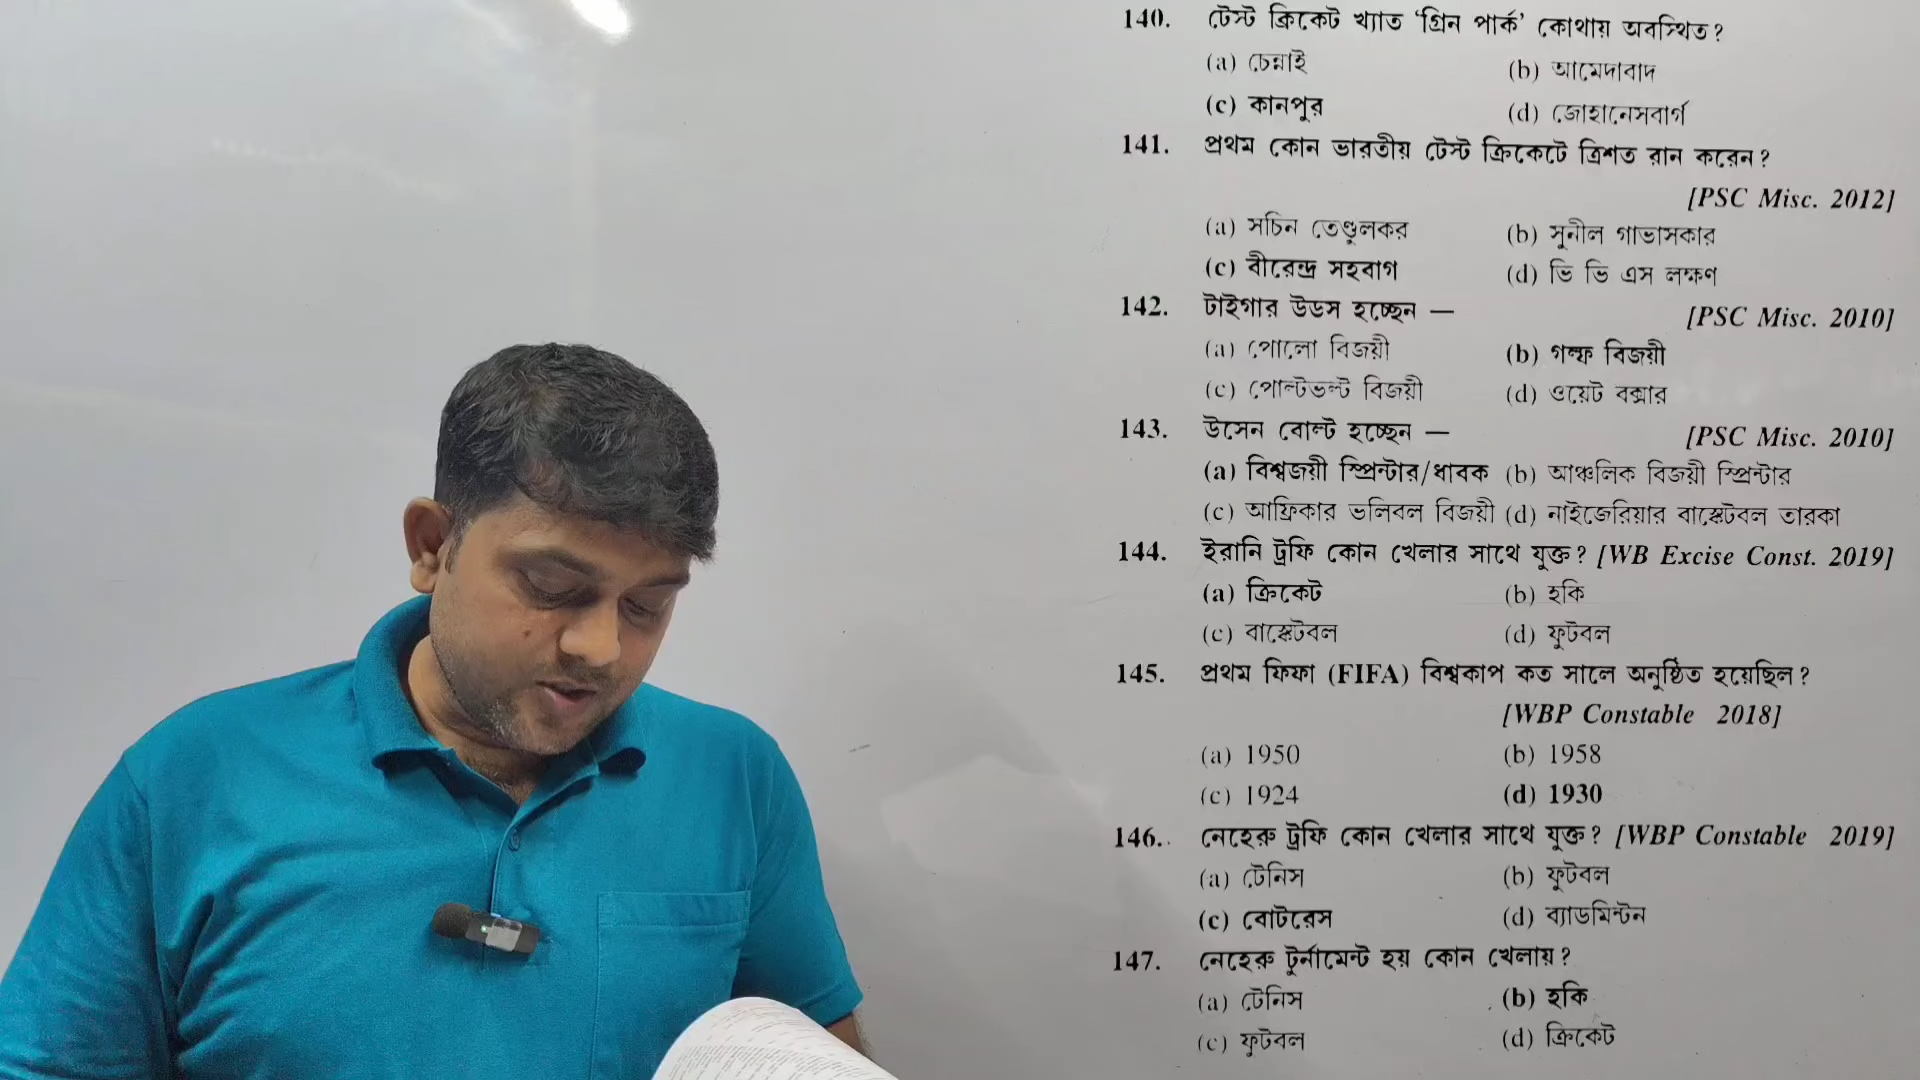 140. টেস্ট ক্রিকেট খ্যাত ‘গ্রিন পার্ক’ কোথায় অবস্থিত?
(a) চেন্নাই (b) আমেদাবাদ
(c) কানপুর (d) জোহানেসবার্গ
141. প্রথম কোন ভারতীয় টেস্ট ক্রিকেটে ত্রিশত রান করেন?
[PSC Misc. 2012]
(a) সচিন তেণ্ডুলকর (b) সুনীল গাভাসকার
(c) বীরেন্দ্র সহবাগ (d) ভি ভি এস লক্ষণ
142. টাইগার উডস হচ্ছেন — [PSC Misc. 2010]
(a) পোলো বিজয়ী (b) গল্ফ বিজয়ী
(c) পোল্টভল্ট বিজয়ী (d) ওয়েট বক্সার
143. উসেন বোল্ট হচ্ছেন — [PSC Misc. 2010]
(a) বিশ্বজয়ী স্প্রিন্টার/ধাবক (b) আঞ্চলিক বিজয়ী স্প্রিন্টার
(c) আফ্রিকার ভলিবল বিজয়ী (d) নাইজেরিয়ার বাস্কেটবল তারকা
144. ইরানি ট্রফি কোন খেলার সাথে যুক্ত? [WB Excise Const. 2019]
(a) ক্রিকেট (b) হকি
(c) বাস্কেটবল (d) ফুটবল
145. প্রথম ফিফা (FIFA) বিশ্বকাপ কত সালে অনুষ্ঠিত হয়েছিল?
[WBP Constable 2018]
(a) 1950 (b) 1958
(c) 1924 (d) 1930
146. নেহেরু ট্রফি কোন খেলার সাথে যুক্ত? [WBP Constable 2019]
(a) টেনিস (b) ফুটবল
(c) বোটরেস (d) ব্যাডমিন্টন
147. নেহেরু টুর্নামেন্ট হয় কোন খেলায়?
(a) টেনিস (b) হকি
(c) ফুটবল (d) ক্রিকেট